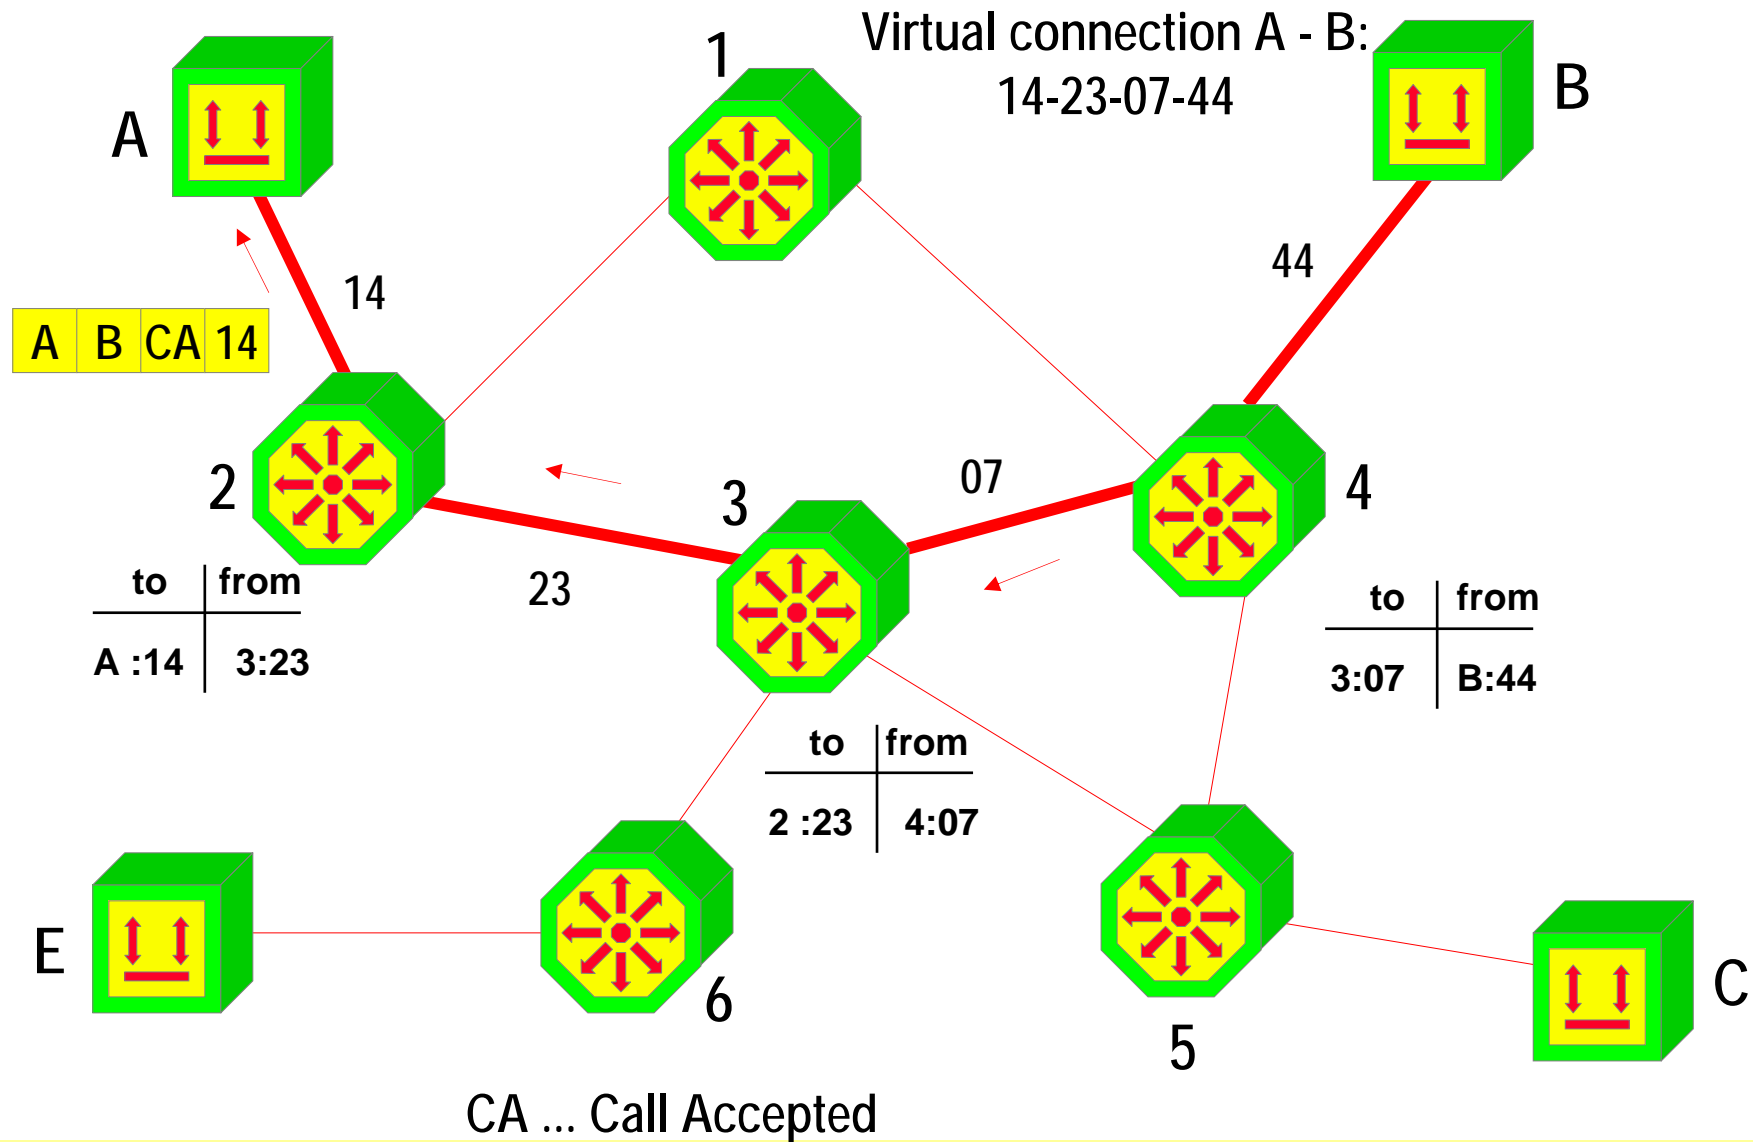 Virtual connection A - B:
14-23-07-44
1
B
A
44
14
A B CA 14
2
3
07
4
23
to from
A :14 3:23
to from
3:07 B:44
to from
2 :23 4:07
E
6
5
C
CA ... Call Accepted